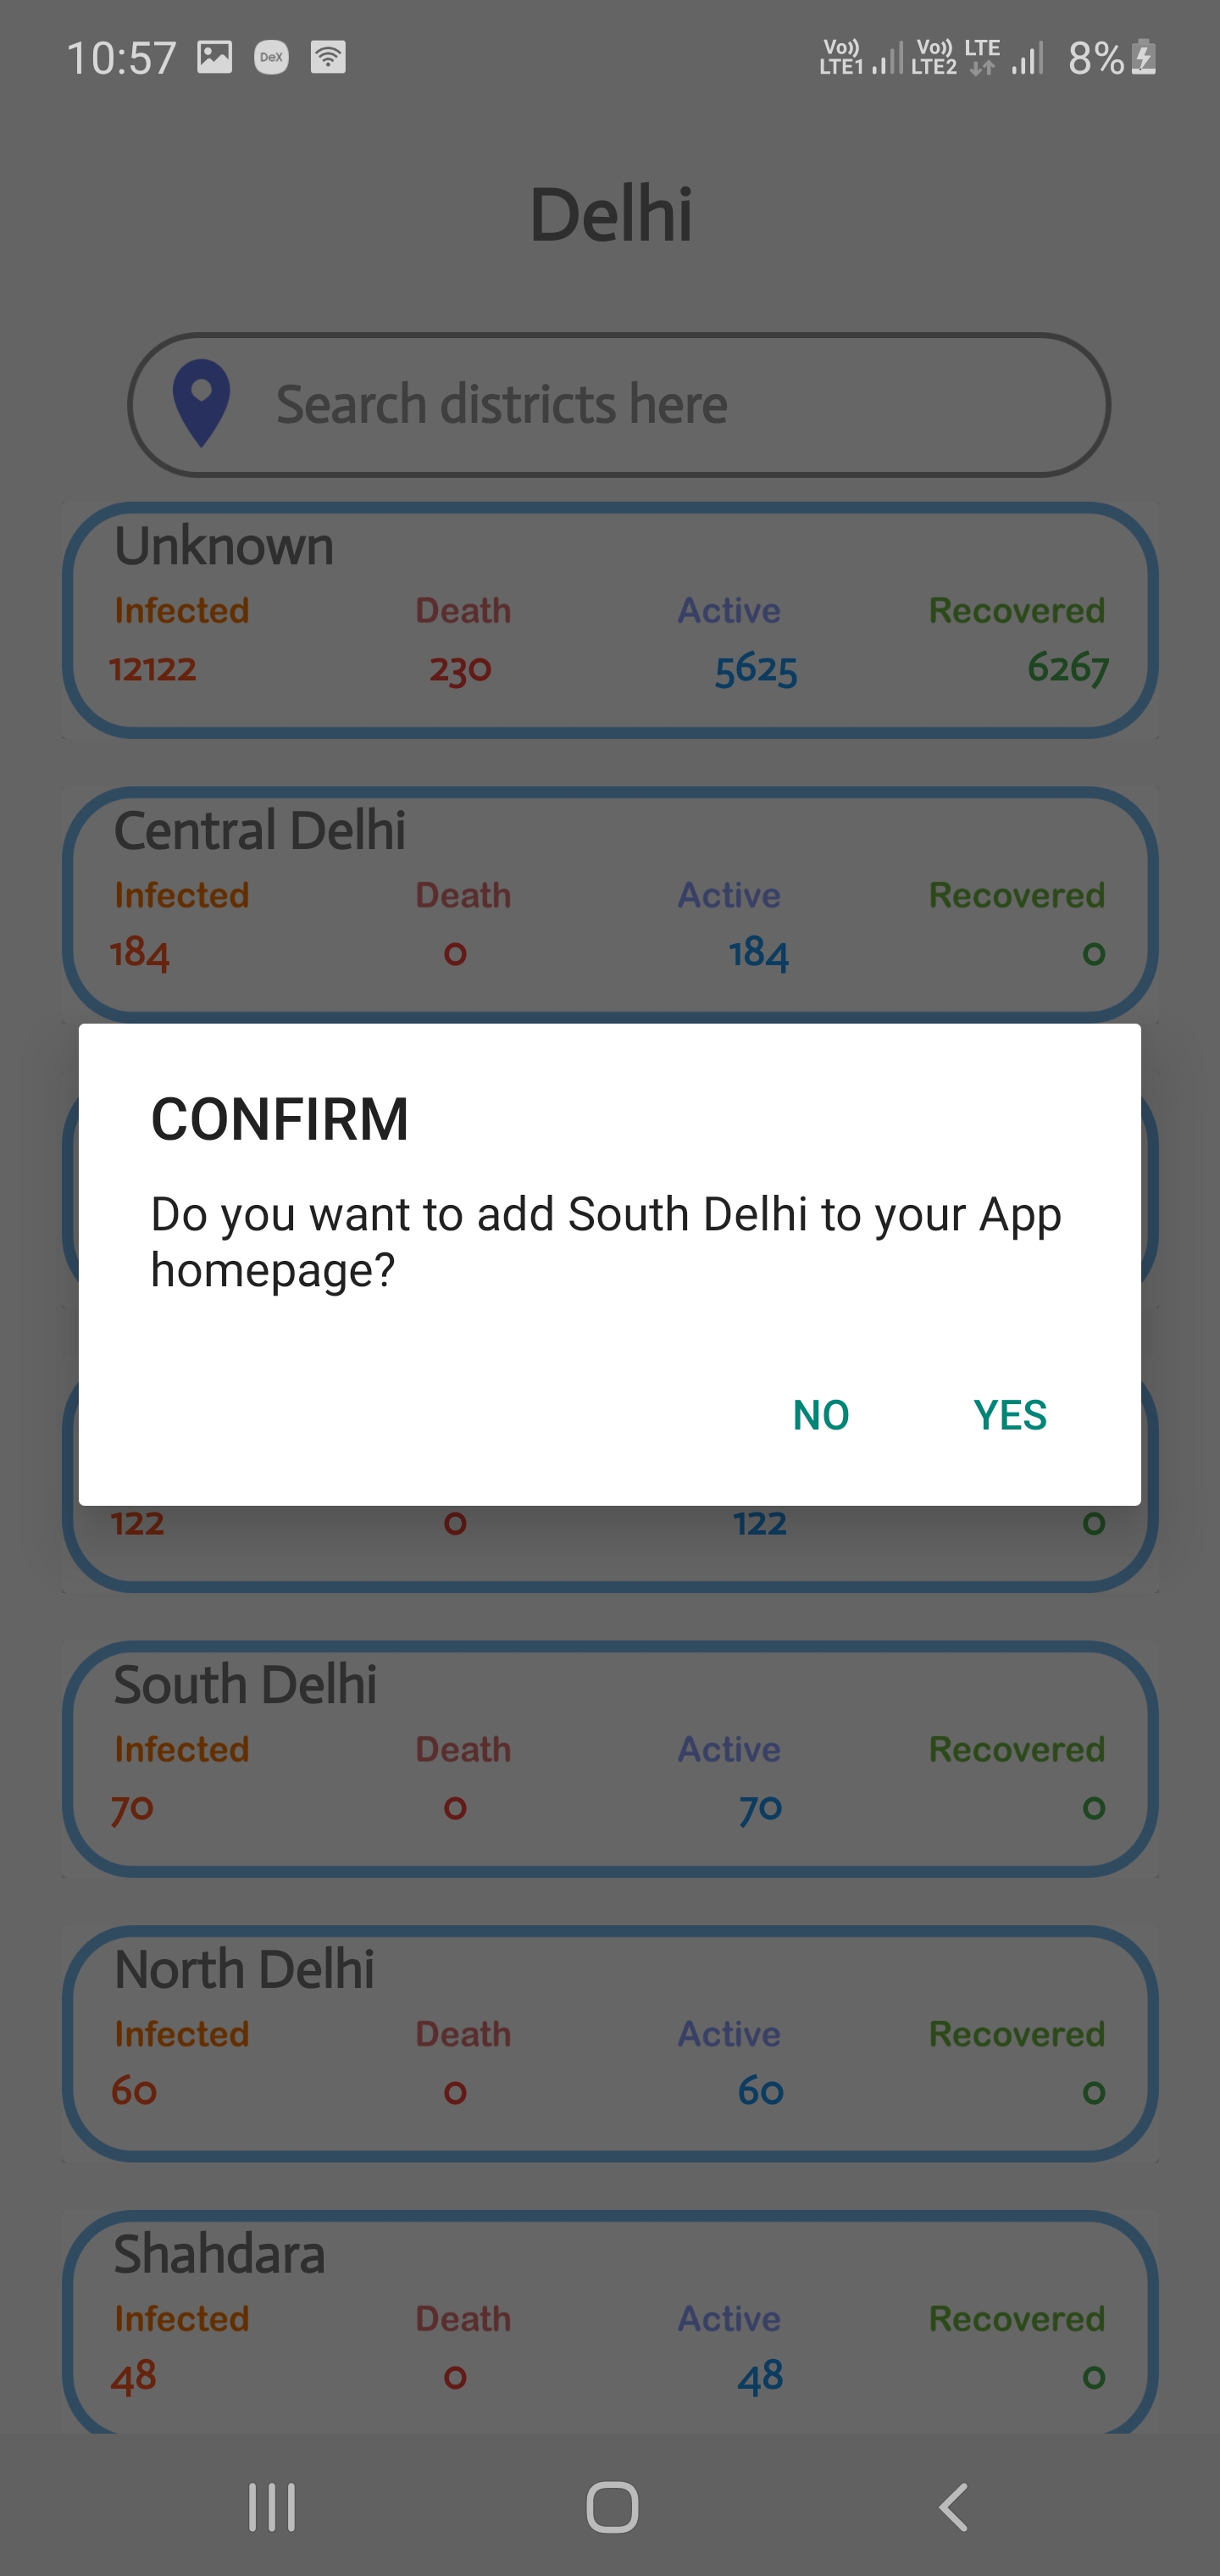 10:57 DeX Vo)) LTE1 Vo)) LTE2 LTE 8%
Delhi
Search districts here
Unknown
Infected Death Active Recovered
12122 230 5625 6267
Central Delhi
Infected Death Active Recovered
184 0 184 0
CONFIRM
Do you want to add South Delhi to your App
homepage?
NO YES
122 0 122 0
South Delhi
Infected Death Active Recovered
70 0 70 0
North Delhi
Infected Death Active Recovered
60 0 60 0
Shahdara
Infected Death Active Recovered
48 0 48 0